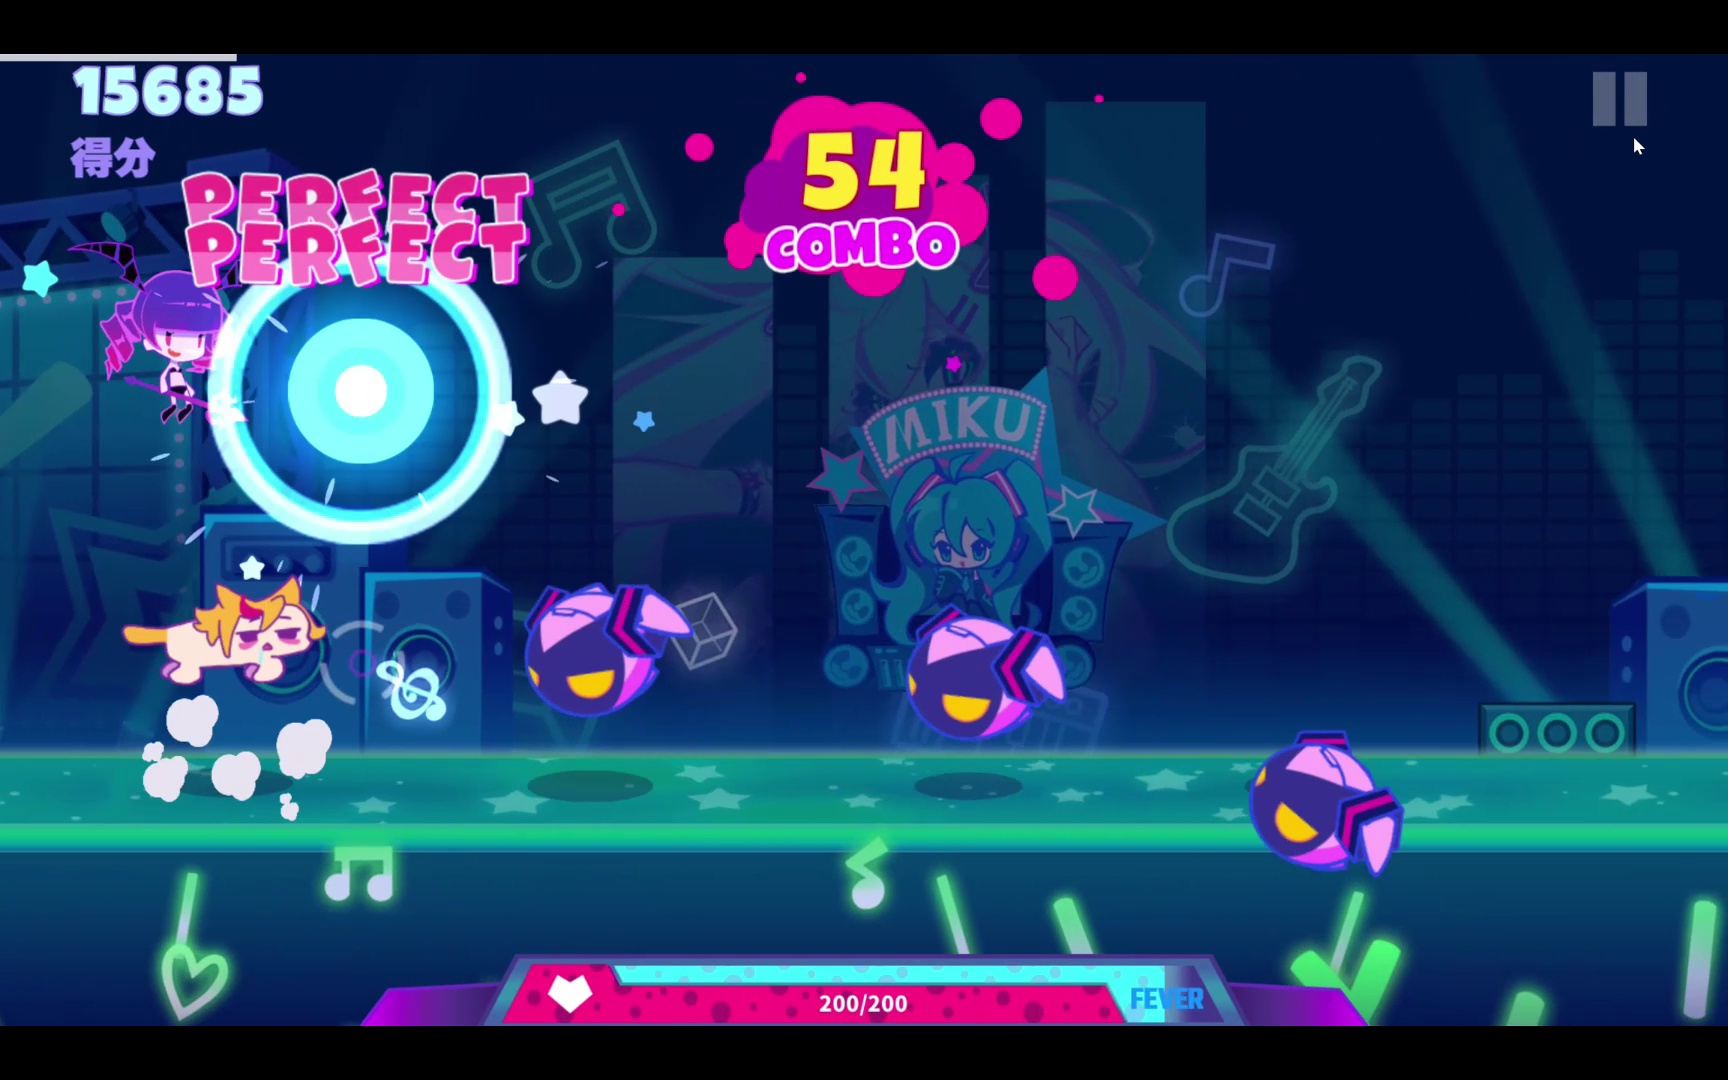 15685
得分
PERFECT
PERFECT
54
COMBO
MIKU
200/200
FEVER